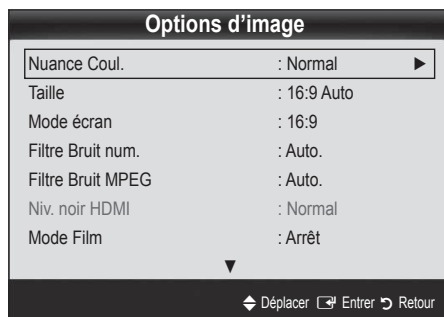 Options d'image
Nuance Coul. : Normal ►
Taille : 16:9 Auto
Mode écran : 16:9
Filtre Bruit num. : Auto.
Filtre Bruit MPEG : Auto.
Niv. noir HDMI : Normal
Mode Film : Arrêt
▼
Déplacer Entrer Retour